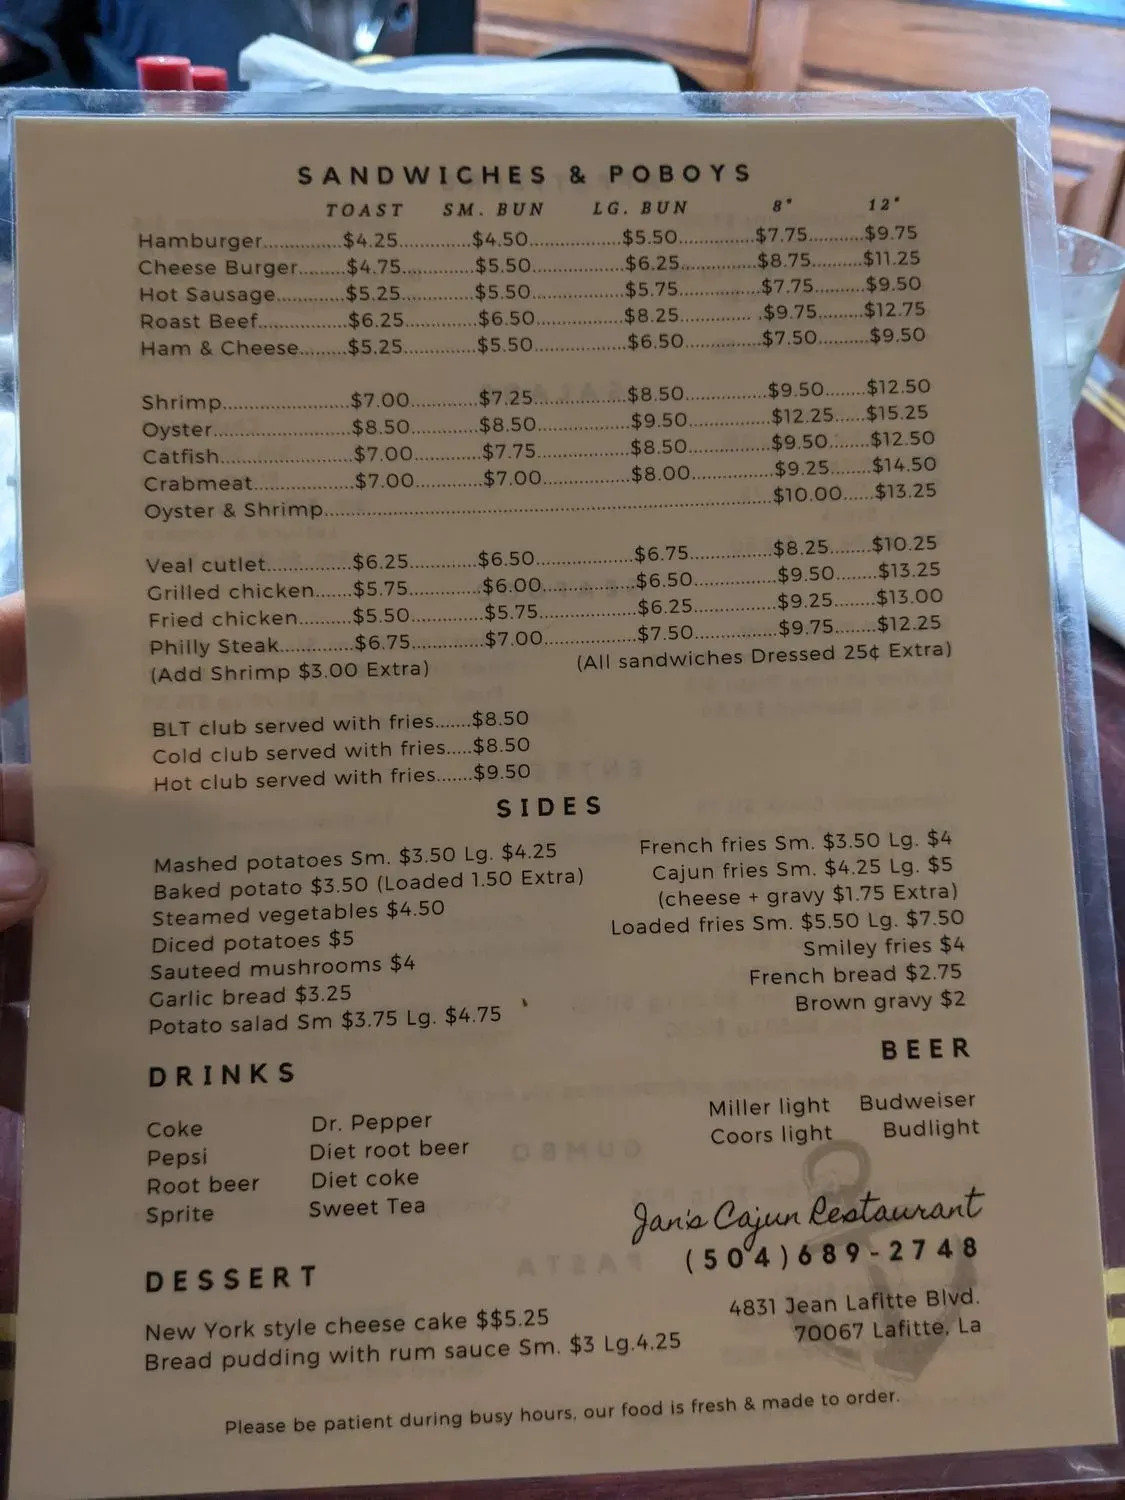 SANDWICHES & POBOYS
TOAST SM. BUN LG. BUN 8" 12"
Hamburger..............$4.25.............$4.50.................$5.50..............$7.75..........$9.75
Cheese Burger........$4.75.............$5.50.................$6.25..............$8.75.........$11.25
Hot Sausage............$5.25.............$5.50.................$5.75..............$7.75.........$9.50
Roast Beef...............$6.25.............$6.50.................$8.25..............$9.75........$12.75
Ham & Cheese........$5.25.............$5.50.................$6.50..............$7.50.........$9.50
Shrimp......................$7.00............$7.25.................$8.50..............$9.50.......$12.50
Oyster.......................$8.50............$8.50.................$9.50..............$12.25......$15.25
Catfish......................$7.00............$7.75.................$8.50..............$9.50.......$12.50
Crabmeat.................$7.00............$7.00.................$8.00..............$9.25.......$14.50
Oyster & Shrimp..........................................................................$10.00......$13.25
Veal cutlet...............$6.25............$6.50.................$6.75..............$8.25.......$10.25
Grilled chicken......$5.75............$6.00.................$6.50..............$9.50.......$13.25
Fried chicken.........$5.50............$5.75.................$6.25..............$9.25.......$13.00
Philly Steak............$6.75............$7.00.................$7.50..............$9.75.......$12.25
(Add Shrimp $3.00 Extra) (All sandwiches Dressed 25¢ Extra)
BLT club served with fries.......$8.50
Cold club served with fries.....$8.50
Hot club served with fries.......$9.50
SIDES
Mashed potatoes Sm. $3.50 Lg. $4.25
Baked potato $3.50 (Loaded 1.50 Extra)
Steamed vegetables $4.50
Diced potatoes $5
Sauteed mushrooms $4
Garlic bread $3.25
Potato salad Sm $3.75 Lg. $4.75
French fries Sm. $3.50 Lg. $4
Cajun fries Sm. $4.25 Lg. $5
(cheese + gravy $1.75 Extra)
Loaded fries Sm. $5.50 Lg. $7.50
Smiley fries $4
French bread $2.75
Brown gravy $2
DRINKS
Coke Dr. Pepper
Pepsi Diet root beer
Root beer Diet coke
Sprite Sweet Tea
BEER
Miller light Budweiser
Coors light Budlight
DESSERT
New York style cheese cake $$5.25
Bread pudding with rum sauce Sm. $3 Lg.4.25
Jan's Cajun Restaurant
(504)689-2748
4831 Jean Lafitte Blvd.
70067 Lafitte, La
Please be patient during busy hours, our food is fresh & made to order.